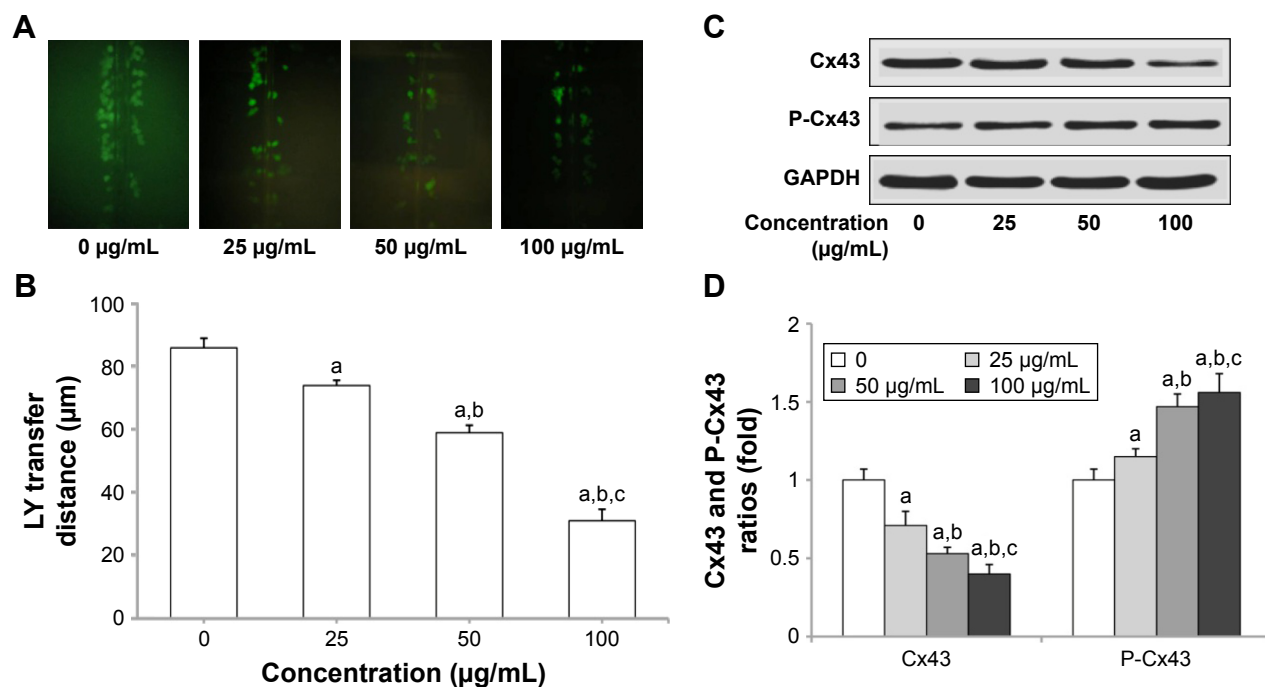 A
0 µg/mL 25 µg/mL 50 µg/mL 100 µg/mL
B
LY transfer
distance (µm)
100
80
60
40
20
0
0 25 50 100
Concentration (µg/mL)
a
a,b
a,b,c
C
Cx43
P-Cx43
GAPDH
Concentration 0 25 50 100
(µg/mL)
D
Cx43 and P-Cx43
ratios (fold)
2
1.5
1
0.5
0
0 25 µg/mL
50 µg/mL 100 µg/mL
a
a,b
a,b,c
a
a,b
a,b,c
Cx43 P-Cx43